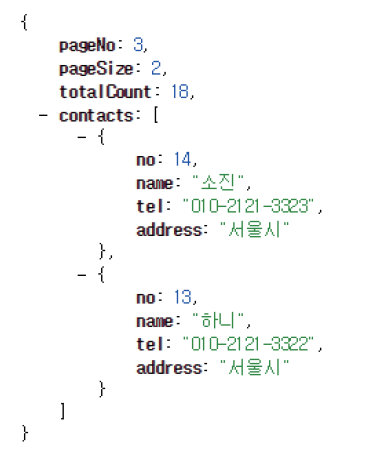 {
pageNo: 3,
pageSize: 2,
totalCount: 18,
- contacts: [
- {
no: 14,
name: "소진",
tel: "010-2121-3323",
address: "서울시"
},
- {
no: 13,
name: "하니",
tel: "010-2121-3322",
address: "서울시"
}
]
}